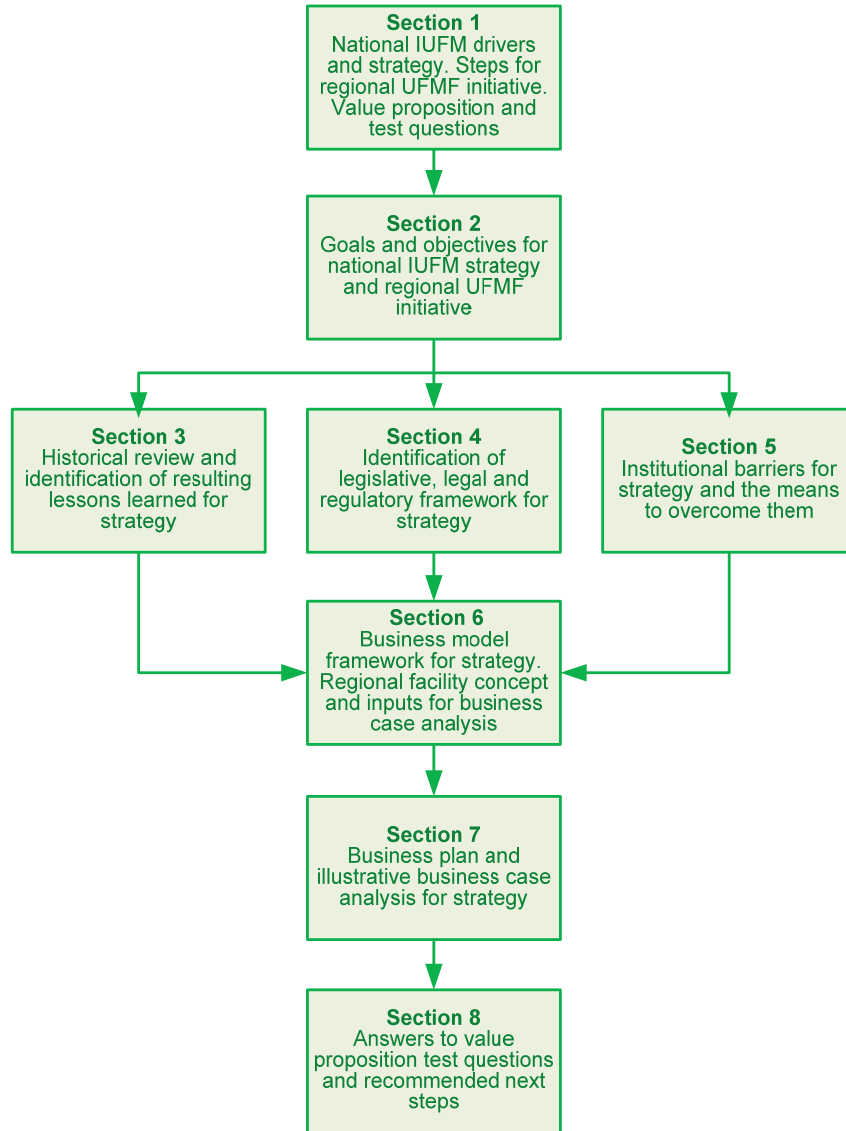 Section 1
National IUFM drivers
and strategy. Steps for
regional UFMF initiative.
Value proposition and
test questions
Section 2
Goals and objectives for
national IUFM strategy
and regional UFMF
initiative
Section 3
Historical review and
identification of resulting
lessons learned for
strategy
Section 4
Identification of
legislative, legal and
regulatory framework for
strategy
Section 5
Institutional barriers for
strategy and the means
to overcome them
Section 6
Business model
framework for strategy.
Regional facility concept
and inputs for business
case analysis
Section 7
Business plan and
illustrative business case
analysis for strategy
Section 8
Answers to value
proposition test questions
and recommended next
steps